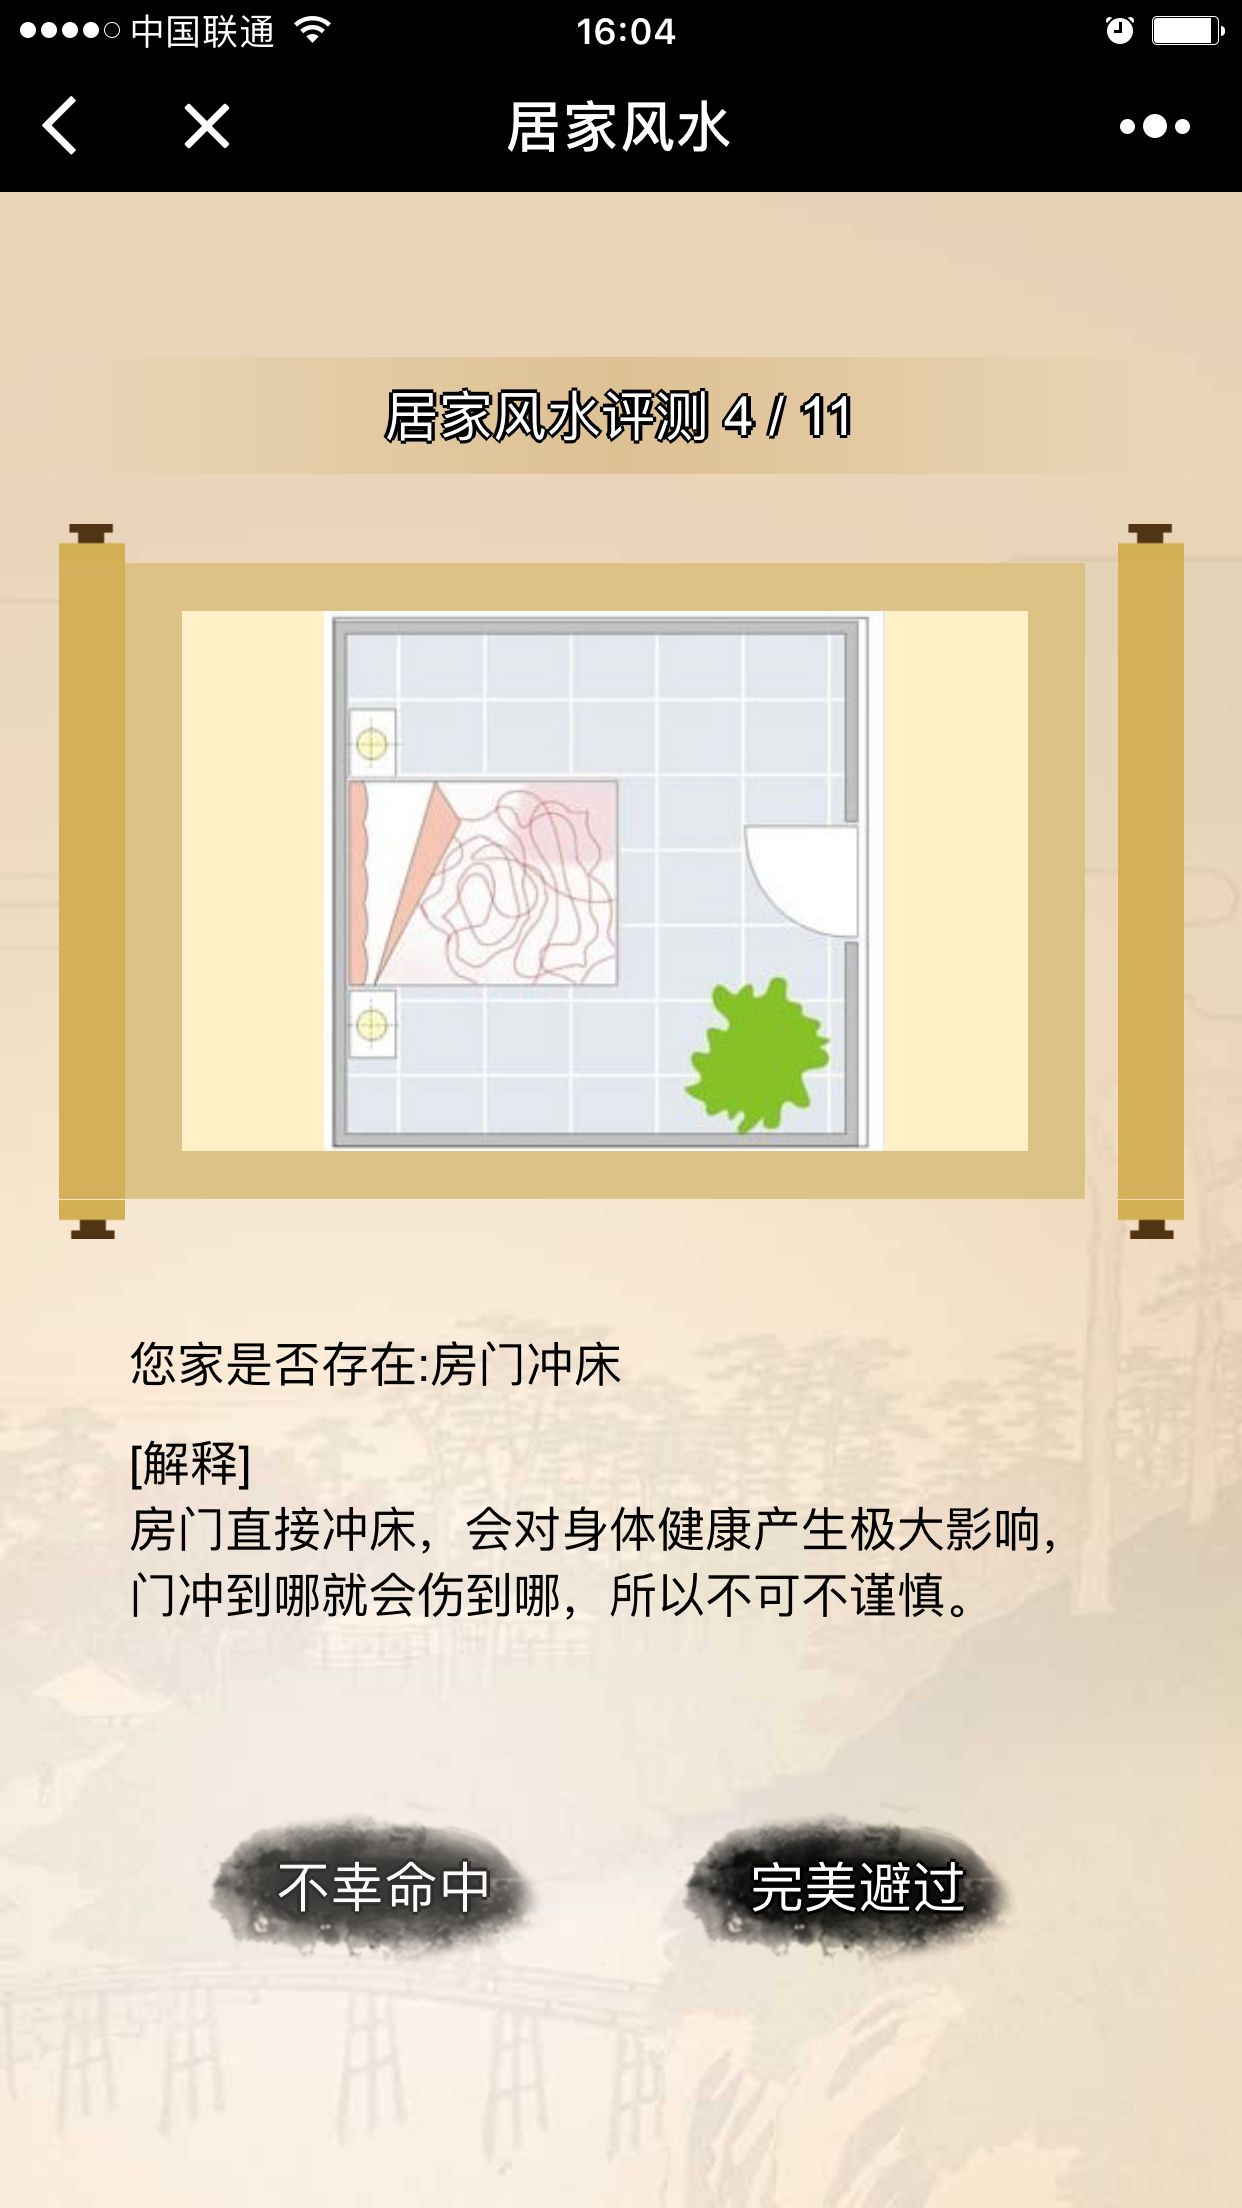 中国联通
16:04
居家风水
居家风水评测 4 / 11
您家是否存在:房门冲床
[解释]
房门直接冲床，会对身体健康产生极大影响，
门冲到哪就会伤到哪，所以不可不谨慎。
不幸命中
完美避过